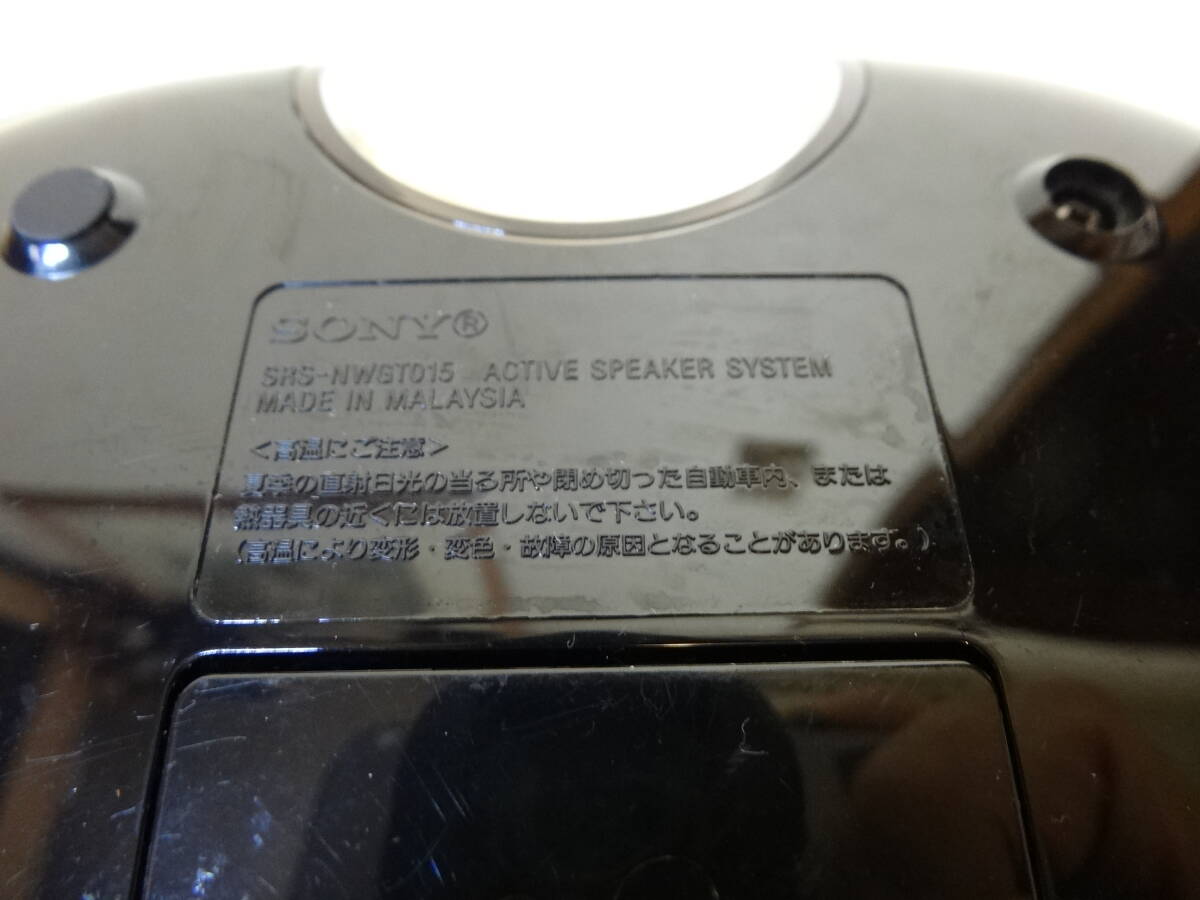 SONY®
SRS-NWGT015 ACTIVE SPEAKER SYSTEM
MADE IN MALAYSIA
<高温にご注意>
夏季の直射日光の当る所や閉め切った自動車内、または
熱器具の近くには放置しないで下さい。
(高温により変形・変色・故障の原因となることがあります。)